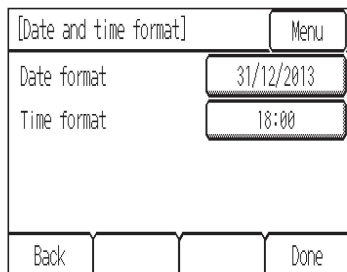 [Date and time format] Menu
Date format 31/12/2013
Time format 18:00
Back Done